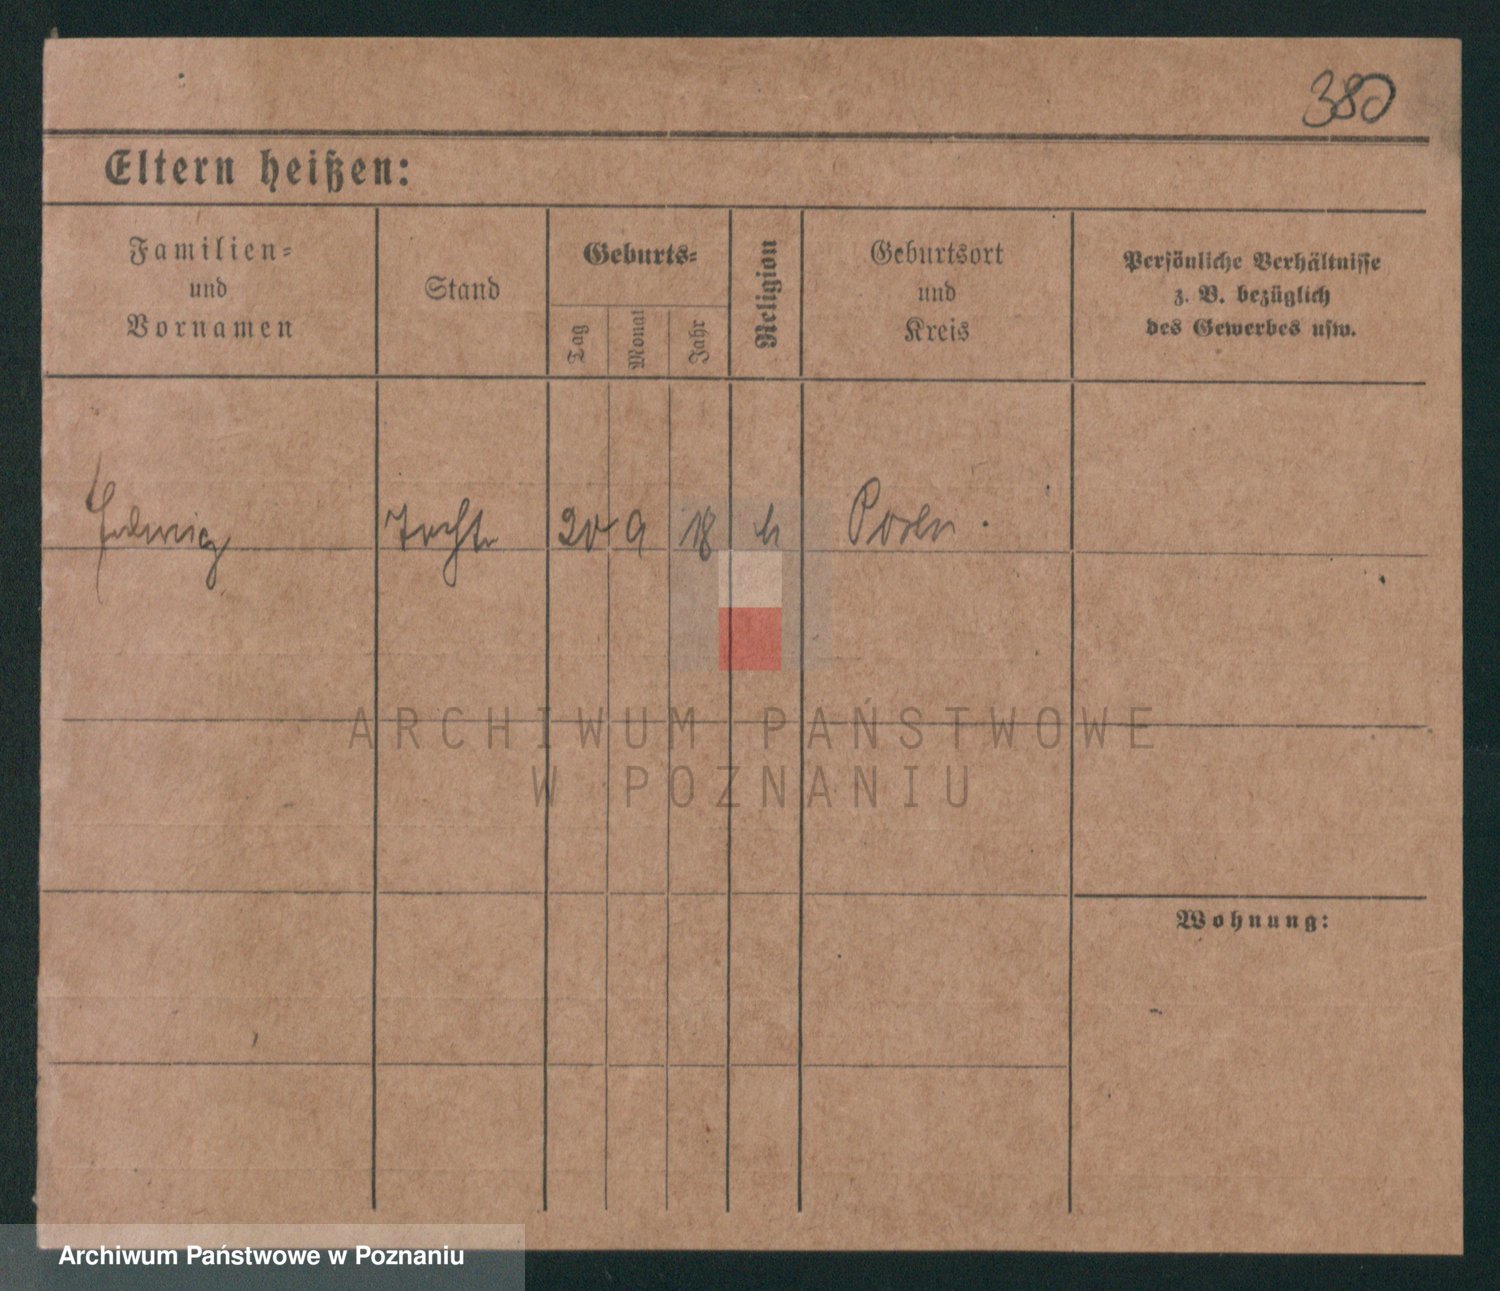 380
Eltern heißen:
Familien-
und
Vornamen
Stand
Geburts-
Tag
Monat
Jahr
Religion
Geburtsort
und
Kreis
Persönliche Verhältnisse
z. B. bezüglich
des Gewerbes usw.
Hedwig Tochter 20 9 18 k Posen.
ARCHIWUM PAŃSTWOWE
W POZNANIU
Wohnung:
Archiwum Państwowe w Poznaniu